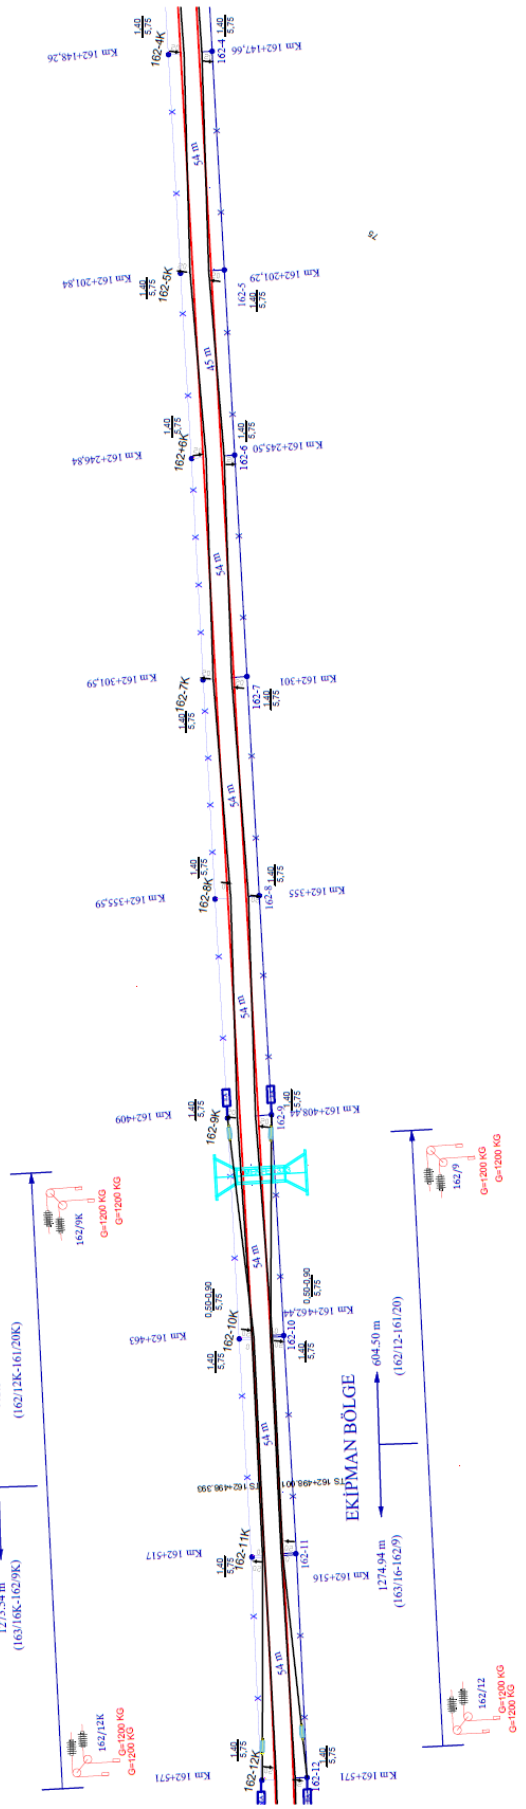 1,40
5,75
1,40
5,75
162-4K
162-4
Km 162+148,26
Km 162+147,66
54 m
75
Km 162+201,84
1,40
5,75
162-5K
Km 162+201,29
162-5
1,40
5,75
45 m
1,40
5,75
162+6K
Km 162+246,84
1,40
5,75
162-6
Km 162+245,50
54 m
Km 162+301,59
162-7K
1,40
5,75
Km 162+301
162-7
1,40
5,75
54 m
1,40
5,75
162-8K
Km 162+355,59
1,40
5,75
162-8
Km 162+355
54 m
1,40
5,75
162-9K
Km 162+409
1,40
5,75
162-9
Km 162+408,44
162/9K
G=1200 KG
G=1200 KG
162/9
G=1200 KG
G=1200 KG
54 m
0.50-0.90
5,75
162-10K
Km 162+463
1,40
5,75
0.50-0.90
5,75
Km 162+462,44
162-10
1,40
5,75
(162/12K-161/20K)
54 m
EKİPMAN BÖLGE
604.50 m
(162/12-161/20)
TS 162+498.393
TS 162+498.001
(163/16K-162/9K)
1274.94 m
(163/16-162/9)
Km 162+517
1,40
5,75
162-11K
162-11
Km 162+516
54 m
162/12K
G=1200 KG
G=1200 KG
162/12
G=1200 KG
G=1200 KG
1,40
5,75
162-12K
Km 162+571
1,40
5,75
162-12
Km 162+571